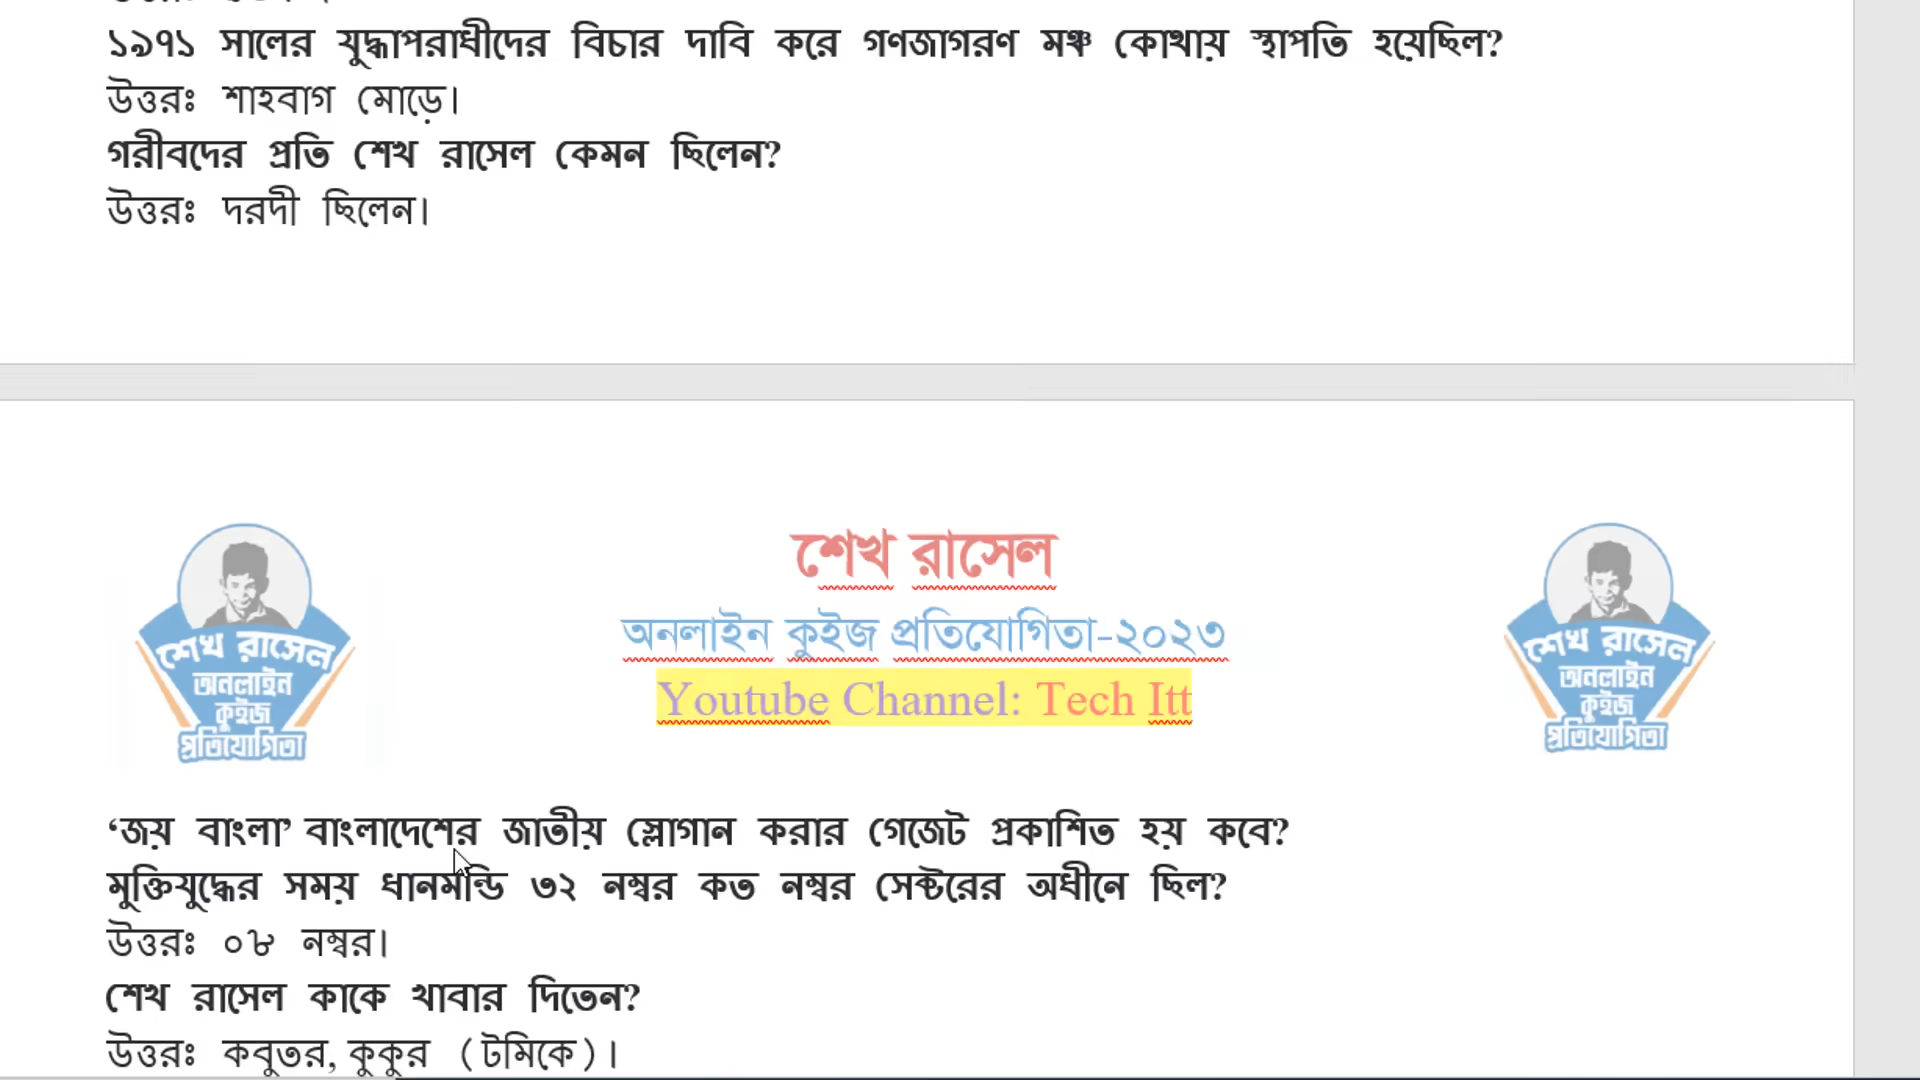 ১৯৭১ সালের যুদ্ধাপরাধীদের বিচার দাবি করে গণজাগরণ মঞ্চ কোথায় স্থাপতি হয়েছিল?
উত্তরঃ শাহবাগ মোড়ে।
গরীবদের প্রতি শেখ রাসেল কেমন ছিলেন?
উত্তরঃ দরদী ছিলেন।
শেখ রাসেল
অনলাইন কুইজ প্রতিযোগিতা-২০২৩
Youtube Channel: Tech Itt
শেখ রাসেল
অনলাইন
কুইজ
প্রতিযোগিতা
শেখ রাসেল
অনলাইন
কুইজ
প্রতিযোগিতা
‘জয় বাংলা’ বাংলাদেশের জাতীয় স্লোগান করার গেজেট প্রকাশিত হয় কবে?
মুক্তিযুদ্ধের সময় ধানমন্ডি ৩২ নম্বর কত নম্বর সেক্টরের অধীনে ছিল?
উত্তরঃ ০৮ নম্বর।
শেখ রাসেল কাকে খাবার দিতেন?
উত্তরঃ কবুতর, কুকুর (টমিকে)।